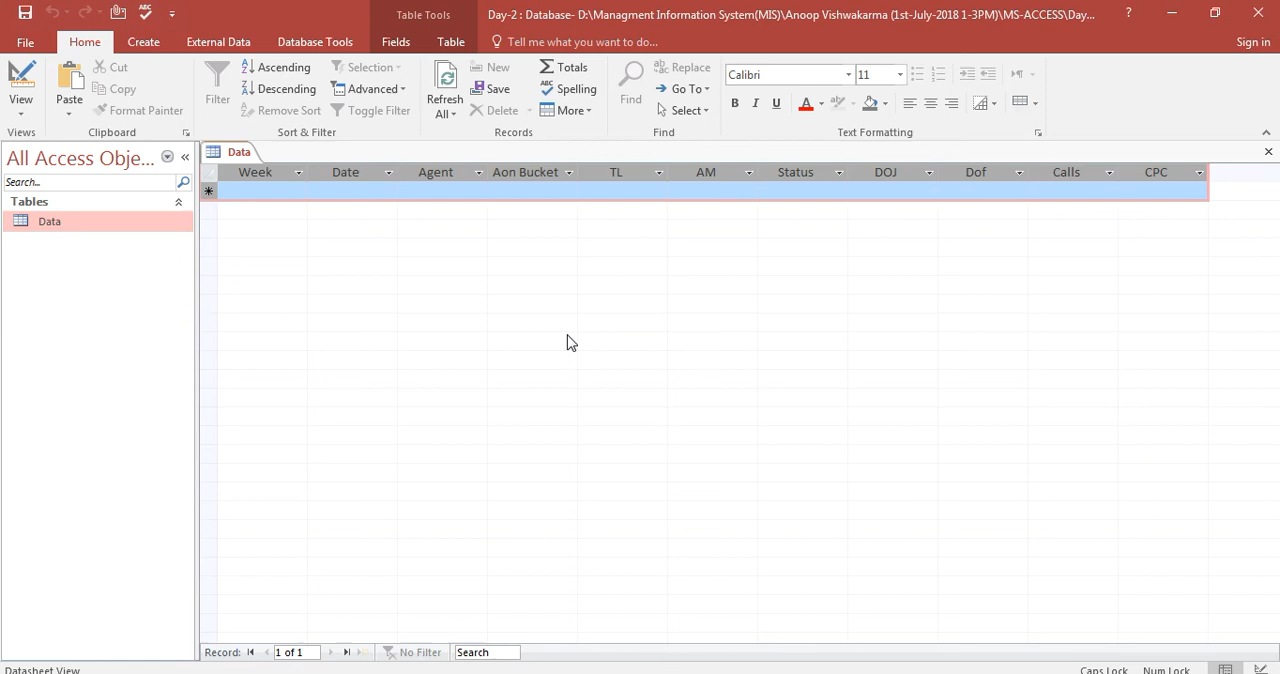 Table Tools
Day-2 : Database- D:\Managment Information System(MIS)\Anoop Vishwakarma (1st-July-2018 1-3PM)\MS-ACCESS\Day...
?
File
Home
Create
External Data
Database Tools
Fields
Table
Tell me what you want to do...
Sign in
View
Paste
Cut
Copy
Format Painter
Filter
Ascending
Descending
Remove Sort
Selection
Advanced
Toggle Filter
Refresh
All
New
Save
Delete
Totals
Spelling
More
Find
Replace
Go To
Select
Calibri
11
B I U A
Views
Clipboard
Sort & Filter
Records
Find
Text Formatting
All Access Obje...
Search...
Tables
Data
Data
Week Date Agent Aon Bucket TL AM Status DOJ Dof Calls CPC
Record: 1 of 1 No Filter Search
Datasheet View
Caps Lock Num Lock